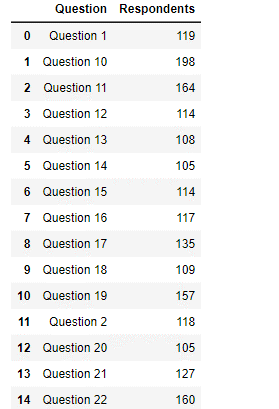 Question Respondents
0 Question 1 119
1 Question 10 198
2 Question 11 164
3 Question 12 114
4 Question 13 108
5 Question 14 105
6 Question 15 114
7 Question 16 117
8 Question 17 135
9 Question 18 109
10 Question 19 157
11 Question 2 118
12 Question 20 105
13 Question 21 127
14 Question 22 160